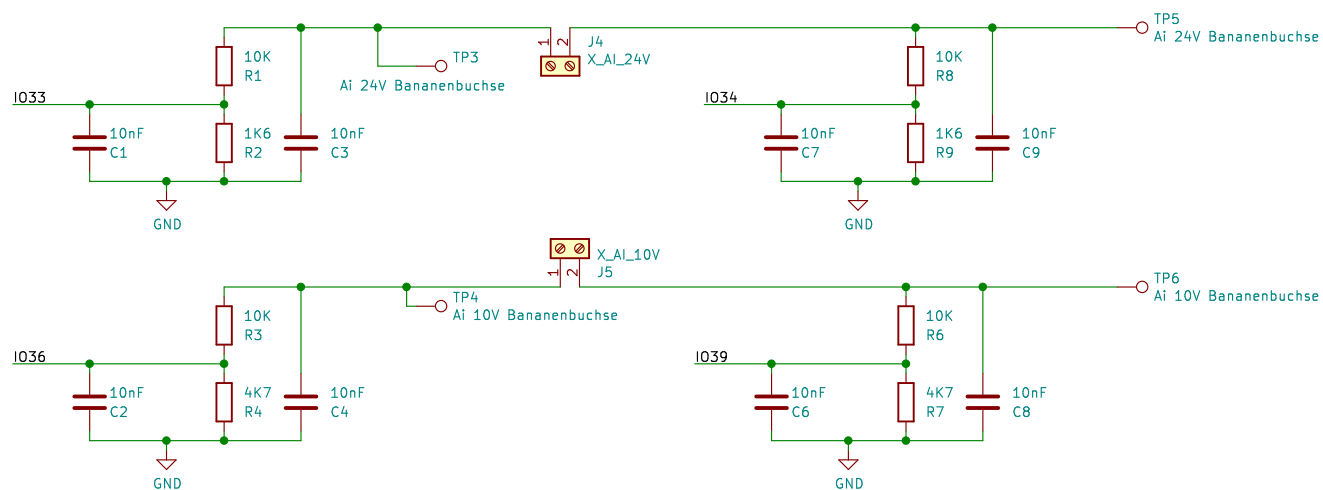 TP5
Ai 24V Bananenbuchse
J4
X_AI_24V
1
2
10K
R1
TP3
Ai 24V Bananenbuchse
10K
R8
IO33
IO34
10nF
C1
1K6
R2
10nF
C3
10nF
C7
1K6
R9
10nF
C9
GND
GND
X_AI_10V
J5
1
2
TP4
Ai 10V Bananenbuchse
TP6
Ai 10V Bananenbuchse
10K
R3
10K
R6
IO36
IO39
10nF
C2
4K7
R4
10nF
C4
10nF
C6
4K7
R7
10nF
C8
GND
GND